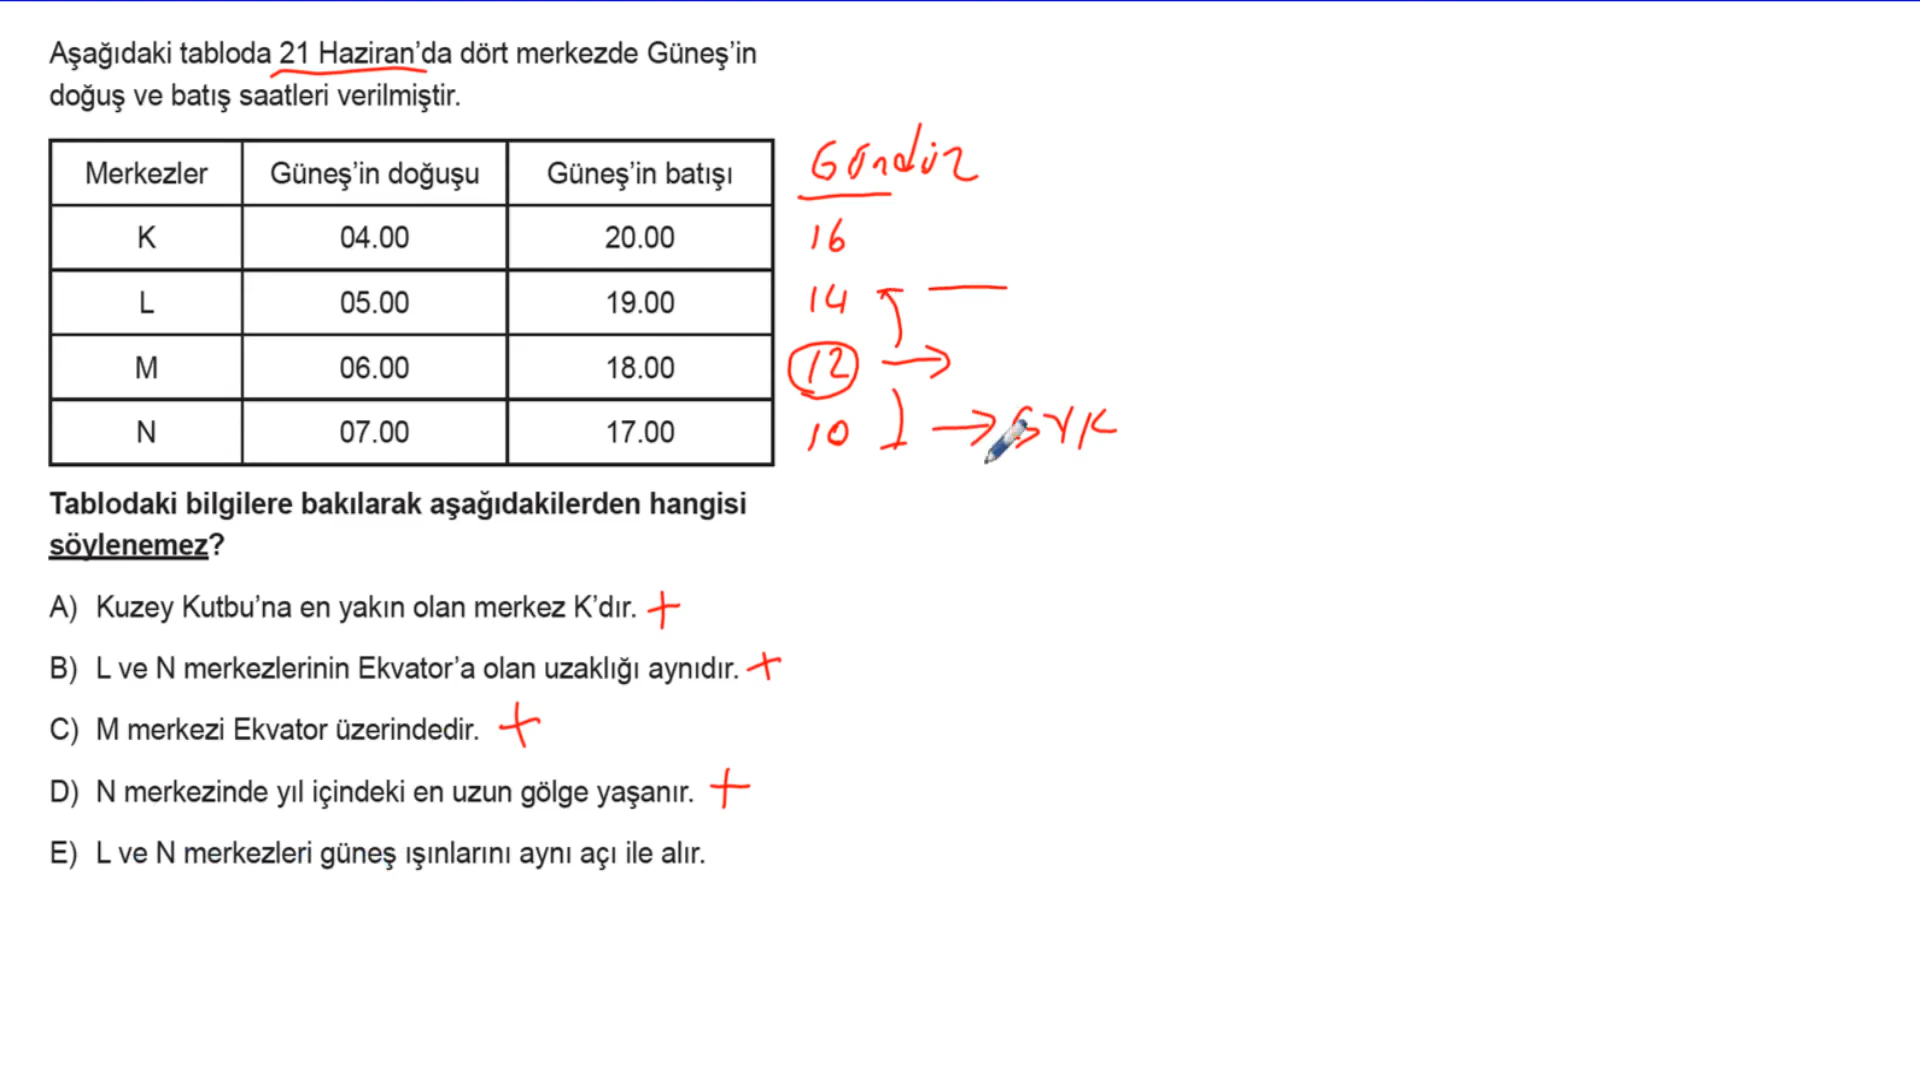 Aşağıdaki tabloda 21 Haziran'da dört merkezde Güneş'in
doğuş ve batış saatleri verilmiştir.
Merkezler Güneş'in doğuşu Güneş'in batışı Gündüz
K 04.00 20.00 16
L 05.00 19.00 14
M 06.00 18.00 12
N 07.00 17.00 10 → GYK
Tablodaki bilgilere bakılarak aşağıdakilerden hangisi
söylenemez?
A) Kuzey Kutbu'na en yakın olan merkez K'dır. +
B) L ve N merkezlerinin Ekvator'a olan uzaklığı aynıdır. +
C) M merkezi Ekvator üzerindedir. +
D) N merkezinde yıl içindeki en uzun gölge yaşanır. +
E) L ve N merkezleri güneş ışınlarını aynı açı ile alır.